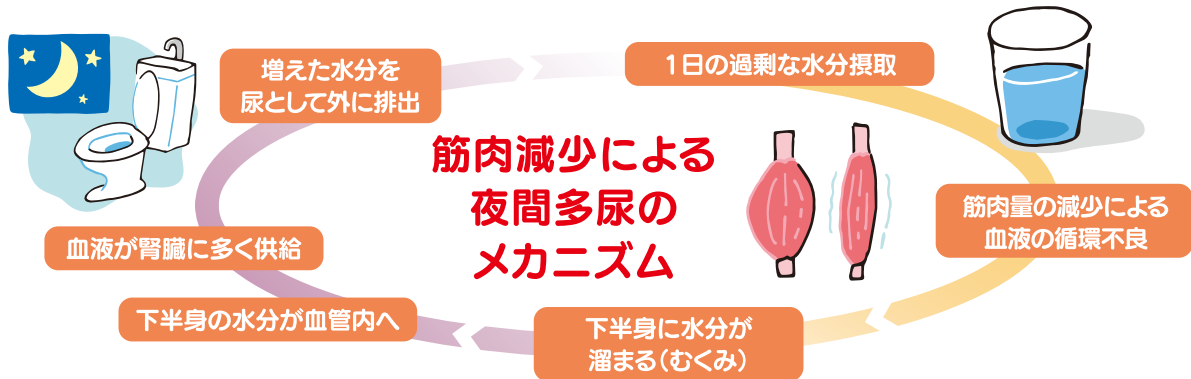 筋肉減少による
夜間多尿の
メカニズム
1日の過剰な水分摂取
筋肉量の減少による
血液の循環不良
下半身に水分が
溜まる(むくみ)
下半身の水分が血管内へ
血液が腎臓に多く供給
増えた水分を
尿として外に排出